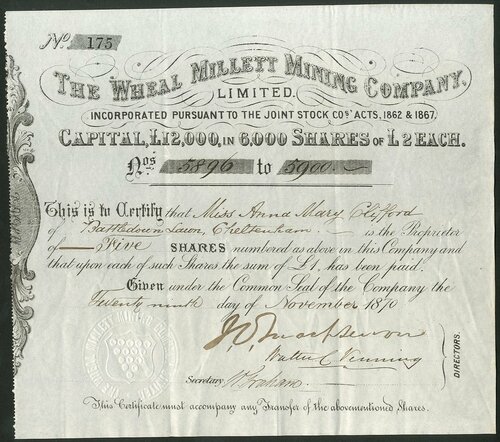 No. 175
THE WHEAL MILLETT MINING COMPANY,
LIMITED.
INCORPORATED PURSUANT TO THE JOINT STOCK COS' ACTS, 1862 & 1867.
CAPITAL, £12,000, IN 6,000 SHARES OF £2 EACH.
Nos 5896 to 5900.
This is to Certify that Miss Anna Mary Clifford
of Battledown Lawn, Cheltenham. is the Proprietor
of Five SHARES numbered as above in this Company and
that upon each of such Shares the sum of £1, has been paid.
Given under the Common Seal of the Company the
Twenty ninth day of November 1870
Walter C Venning
DIRECTORS.
Secretary W. Graham
This Certificate must accompany any Transfer of the abovementioned Shares.